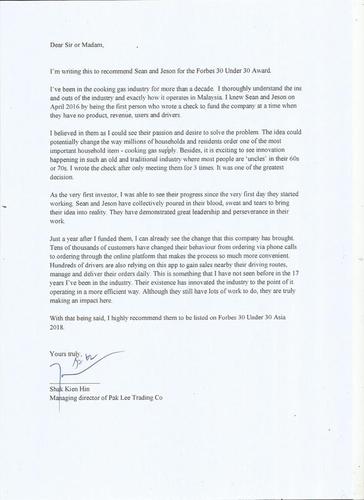 Dear Sir or Madam,
I'm writing this to recommend Sean and Jeson for the Forbes 30 Under 30 Award.
I've been in the cooking gas industry for more than a decade. I thoroughly understand the ins
and outs of the industry and exactly how it operates in Malaysia. I knew Sean and Jeson on
April 2016 by being the first person who wrote a check to fund the company at a time when
they have no product, revenue, users and drivers.
I believed in them as I could see their passion and desire to solve the problem. The idea could
potentially change the way millions of households and residents order one of the most
important household item - cooking gas supply. Besides, it is exciting to see innovation
happening in such an old and traditional industry where most people are 'uncles' in their 60s
or 70s. I wrote the check after only meeting them for 3 times. It was one of the greatest
decision.
As the very first investor, I was able to see their progress since the very first day they started
working. Sean and Jeson have collectively poured in their blood, sweat and tears to bring
their idea into reality. They have demonstrated great leadership and perseverance in their
work.
Just a year after I funded them, I can already see the change that this company has brought.
Tens of thousands of customers have changed their behaviour from ordering via phone calls
to ordering through the online platform that makes the process so much more convenient.
Hundreds of drivers are also relying on this app to gain sales nearby their driving routes,
manage and deliver their orders daily. This is something that I have not seen before in the 17
years I've been in the industry. Their existence has innovated the industry to the point of it
operating in a more efficient way. Although they still have lots of work to do, they are truly
making an impact here.
With that being said, I highly recommend them to be listed on Forbes 30 Under 30 Asia
2018.
Yours truly,
Shak Kien Hin
Managing director of Pak Lee Trading Co